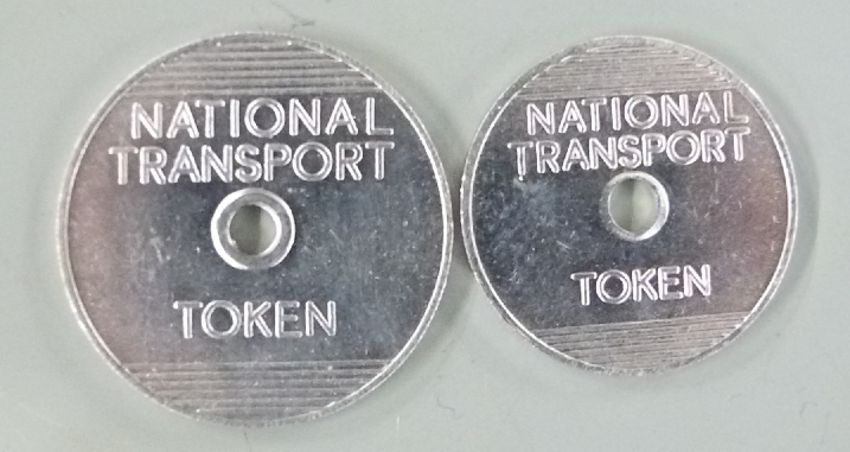 NATIONAL
TRANSPORT
TOKEN
NATIONAL
TRANSPORT
TOKEN